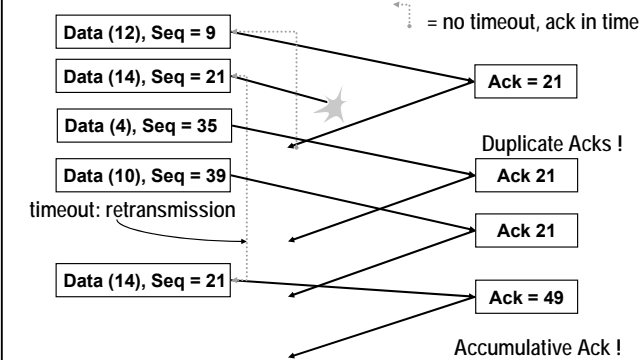 = no timeout, ack in time
Data (12), Seq = 9
Data (14), Seq = 21
Ack = 21
Data (4), Seq = 35
Duplicate Acks !
Data (10), Seq = 39
Ack 21
timeout: retransmission
Ack 21
Data (14), Seq = 21
Ack = 49
Accumulative Ack !